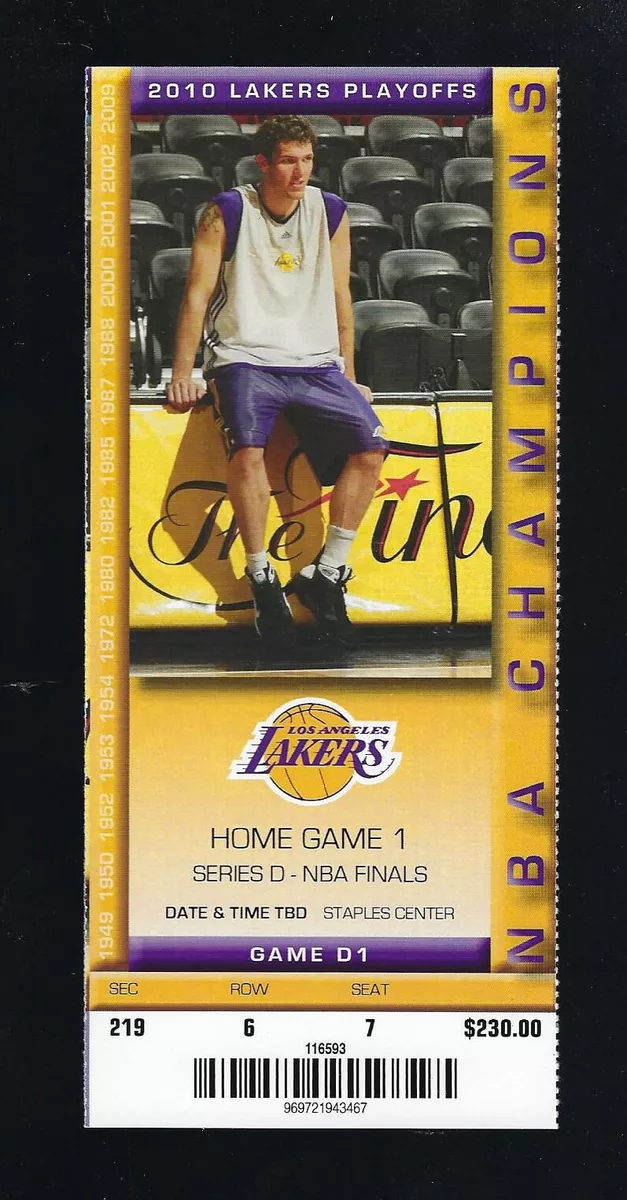 2010 LAKERS PLAYOFFS
1949 1950 1952 1953 1954 1972 1980 1982 1985 1987 1988 2000 2001 2002 2009
NBA CHAMPIONS
LAKERS
The Fina
LOS ANGELES
LAKERS
HOME GAME 1
SERIES D - NBA FINALS
DATE & TIME TBD STAPLES CENTER
GAME D1
SEC ROW SEAT
219 6 7 $230.00
116593
969721943467